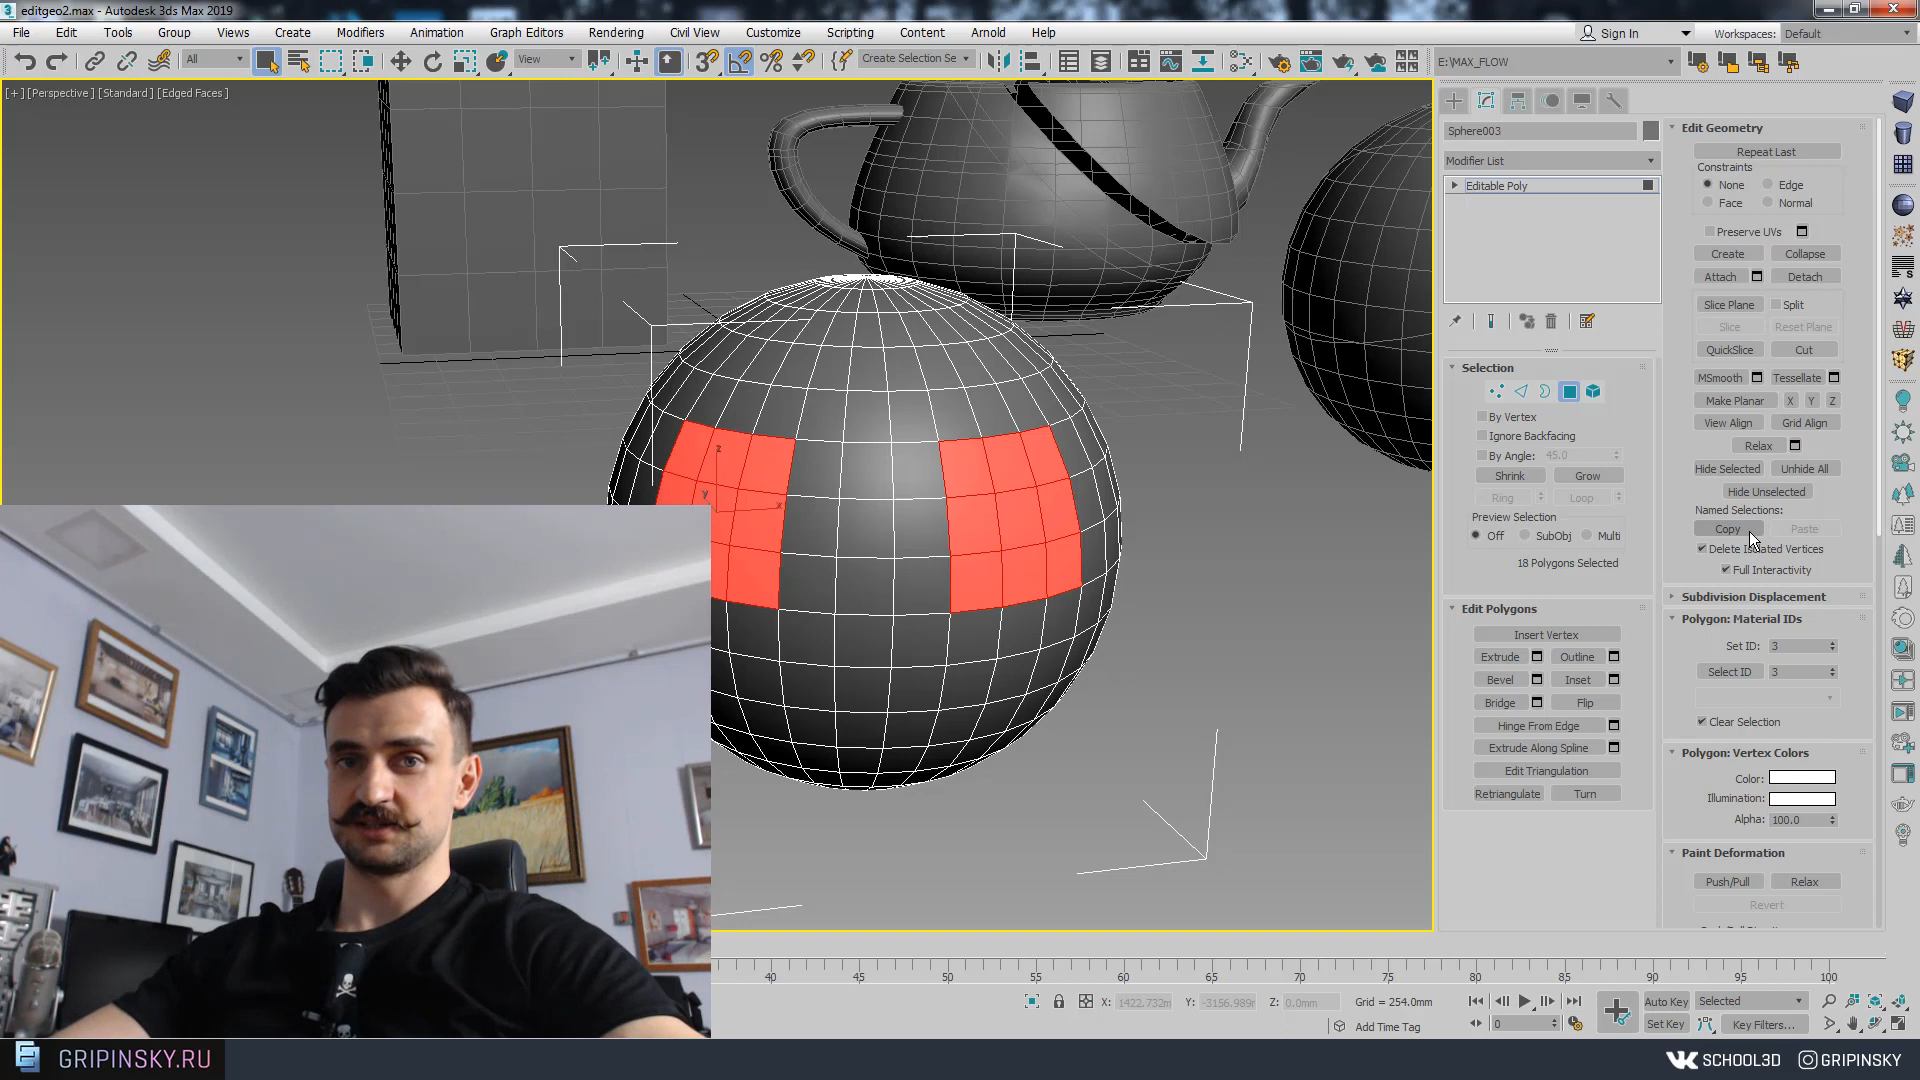 editgeo2.max - Autodesk 3ds Max 2019
File Edit Tools Group Views Create Modifiers Animation Graph Editors Rendering Civil View Customize Scripting Content Arnold Help
Sign In Workspaces: Default
All View Create Selection Se E:\MAX_FLOW
[+] [Perspective] [Standard] [Edged Faces]
Sphere003
Modifier List
Editable Poly
Selection
By Vertex
Ignore Backfacing
By Angle: 45.0
Shrink Grow
Ring Loop
Preview Selection
Off SubObj Multi
18 Polygons Selected
Edit Polygons
Insert Vertex
Extrude Outline
Bevel Inset
Bridge Flip
Hinge From Edge
Extrude Along Spline
Edit Triangulation
Retriangulate Turn
Edit Geometry
Repeat Last
Constraints
None Edge
Face Normal
Preserve UVs
Create Collapse
Attach Detach
Slice Plane Split
Slice Reset Plane
QuickSlice Cut
MSmooth Tessellate
Make Planar X Y Z
View Align Grid Align
Relax
Hide Selected Unhide All
Hide Unselected
Named Selections:
Copy Paste
Delete Isolated Vertices
Full Interactivity
Subdivision Displacement
Polygon: Material IDs
Set ID: 3
Select ID 3
Clear Selection
Polygon: Vertex Colors
Color:
Illumination:
Alpha: 100.0
Paint Deformation
Push/Pull Relax
Revert
z
y
x
40 45 50 55 60 65 70 75 80 85 90 95 100
X: 1422.732m Y: -3156.989r Z: 0.0mm Grid = 254.0mm
Add Time Tag
0
Auto Key Selected
Set Key Key Filters...
GRIPINSKY.RU
SCHOOL3D GRIPINSKY